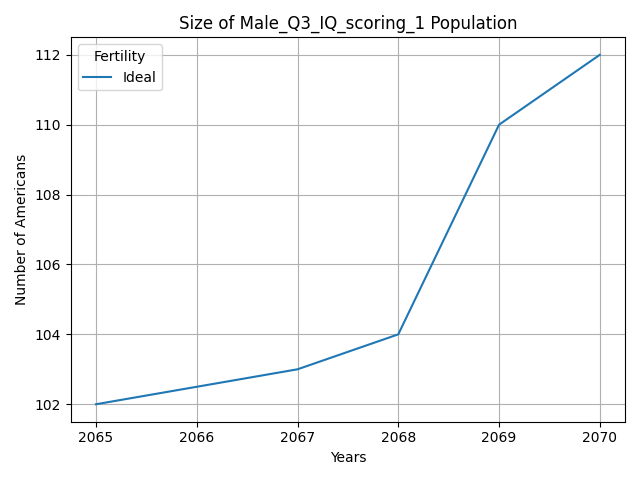 Size of Male_Q3_IQ_scoring_1 Population
Fertility
Ideal
Number of Americans
112
110
108
106
104
102
2065 2066 2067 2068 2069 2070
Years